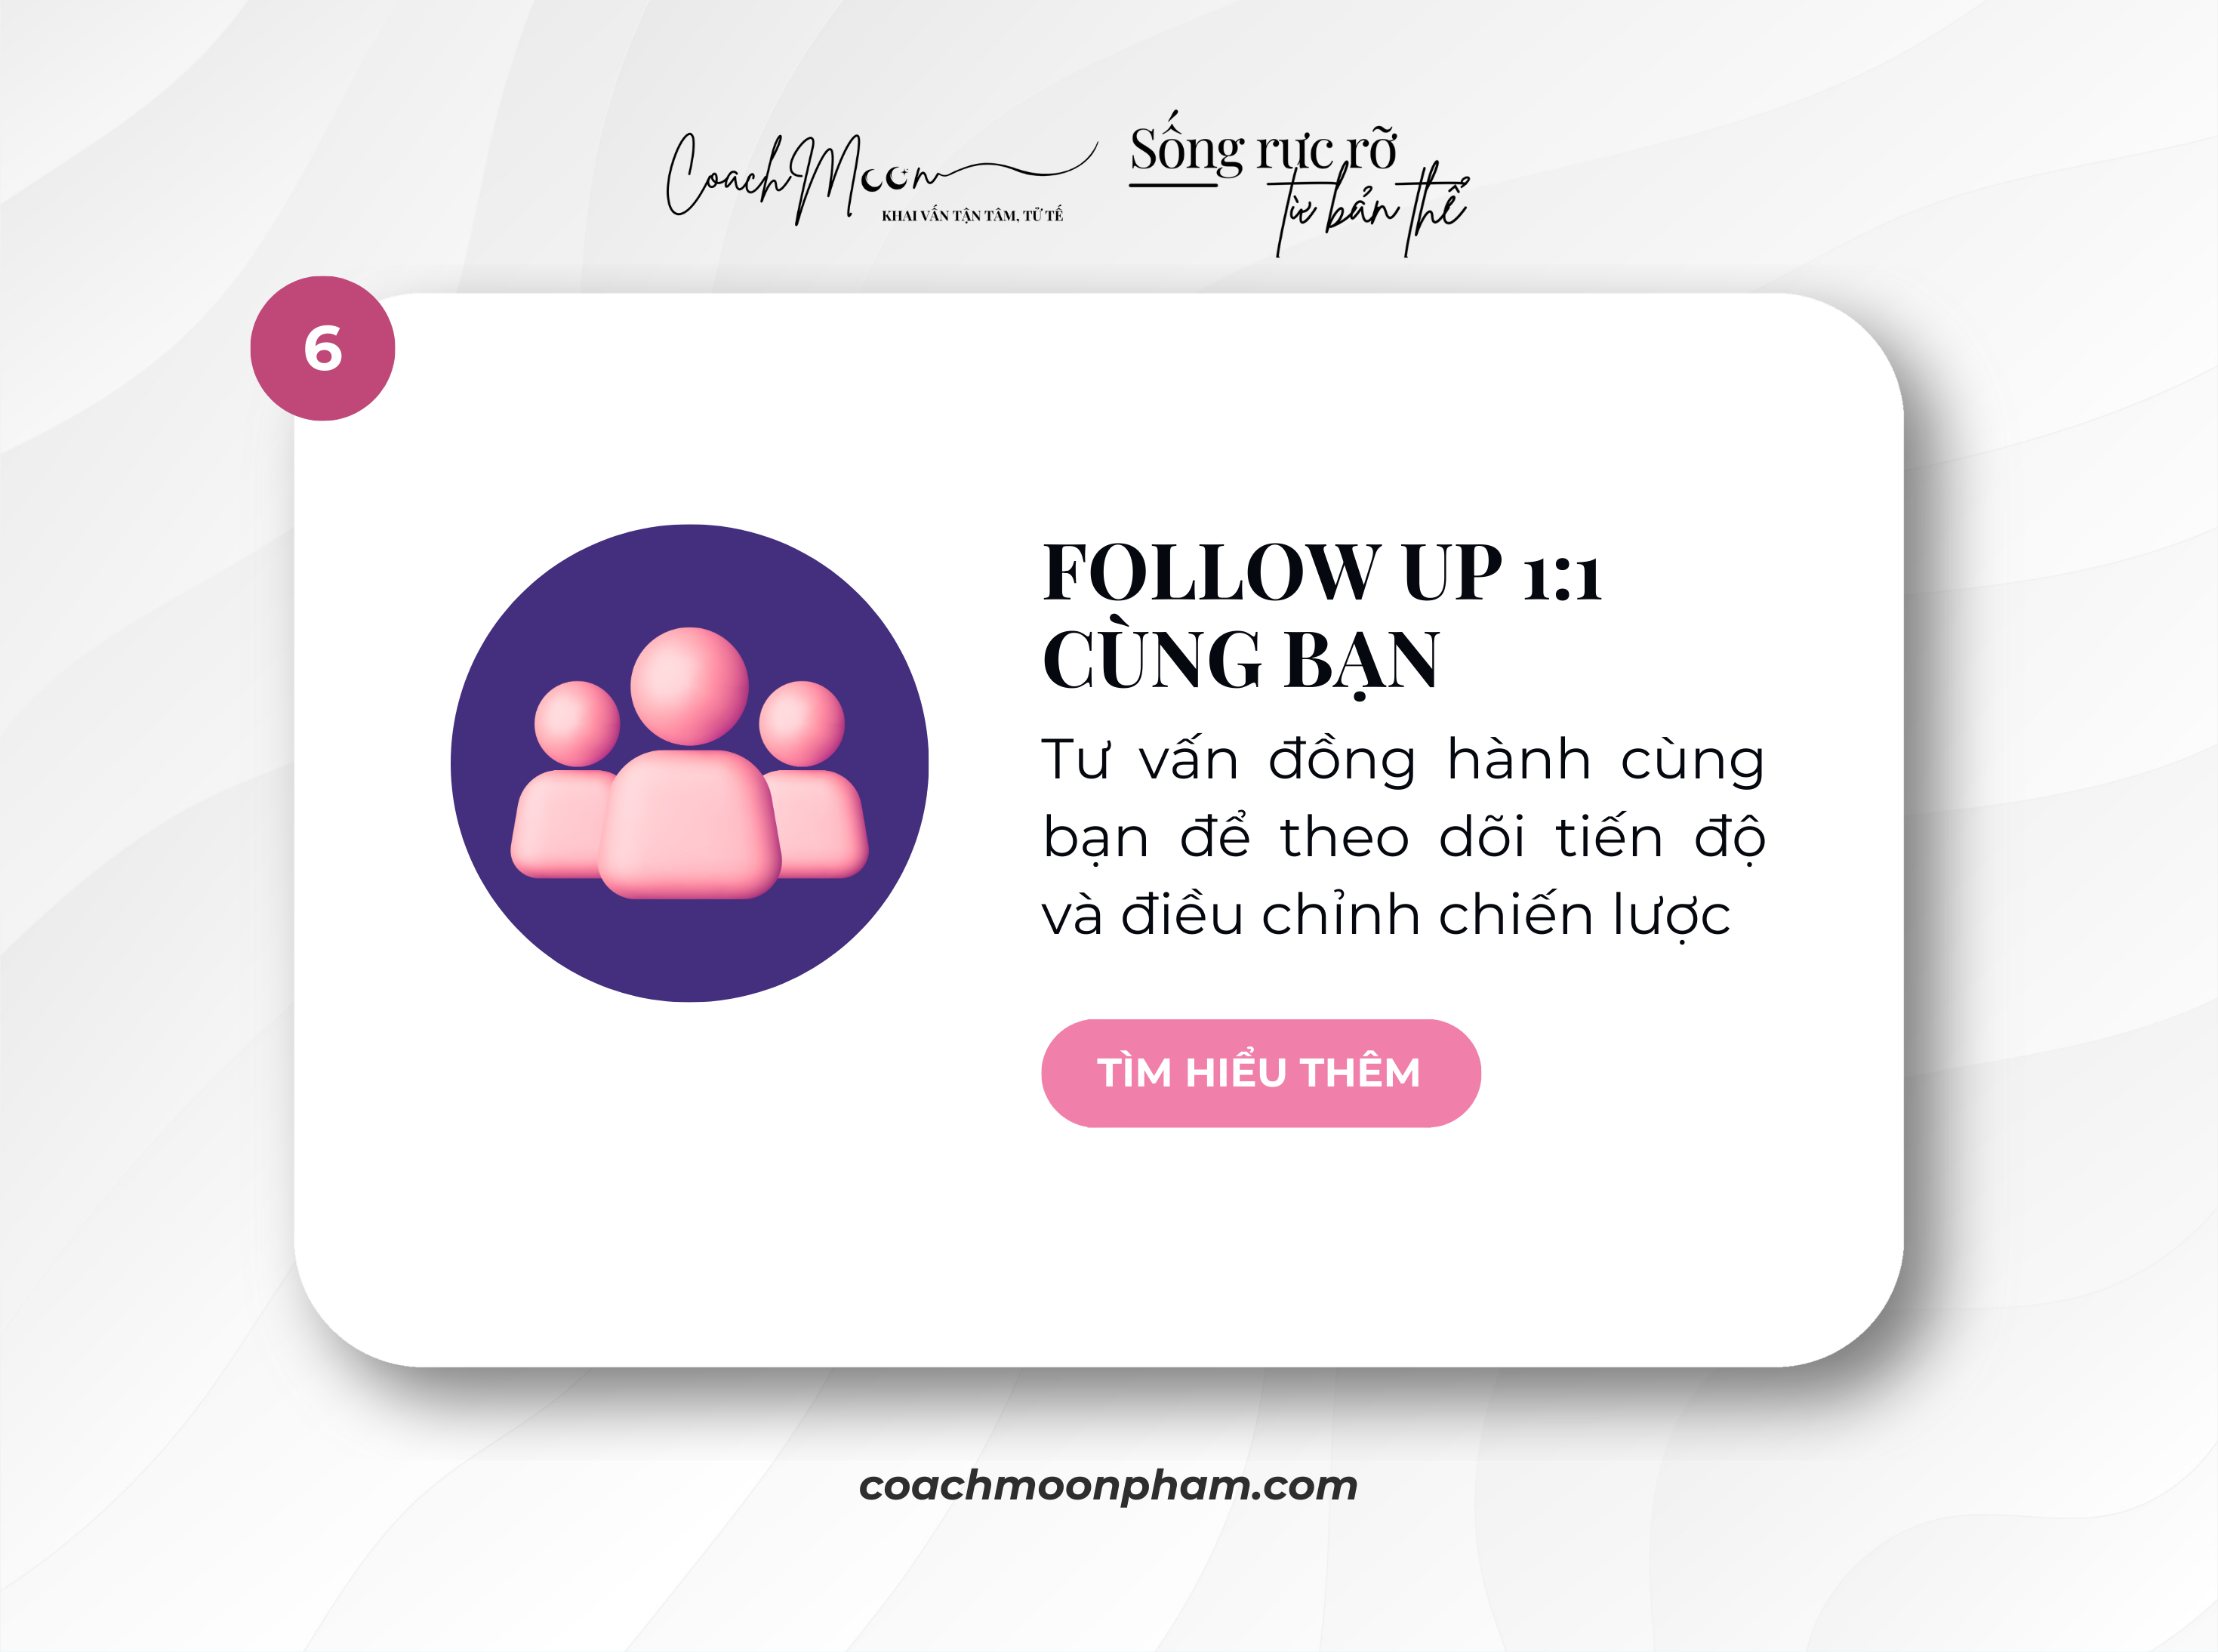 CoachMoon
KHAI VẤN TẬN TÂM, TỬ TẾ
Sống rực rỡ
từ bản thể
6
FOLLOW UP 1:1
CÙNG BẠN
Tư vấn đồng hành cùng
bạn để theo dõi tiến độ
và điều chỉnh chiến lược
TÌM HIỂU THÊM
coachmoonpham.com